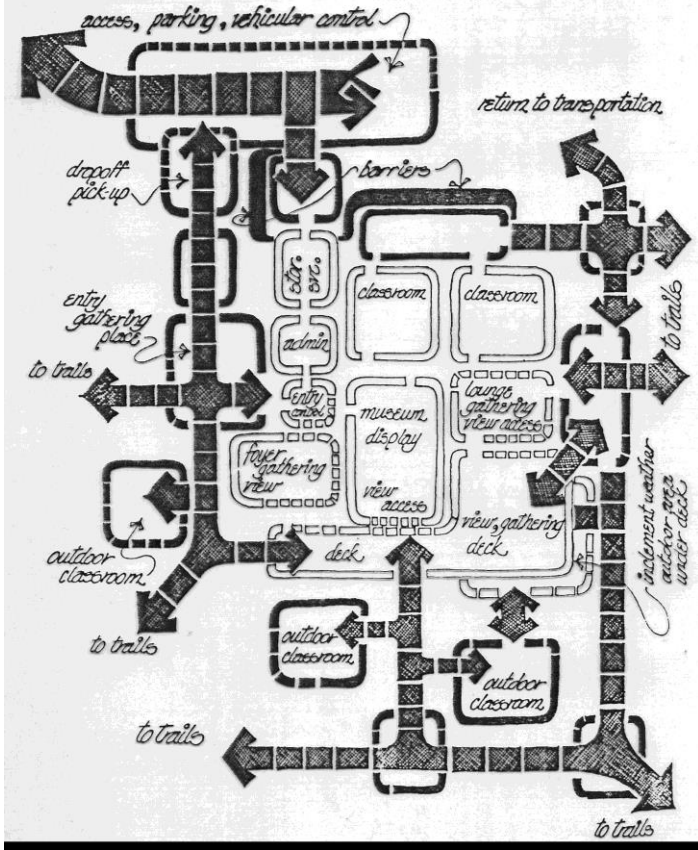 access, parking, vehicular control
return to transportation
dropoff
pick-up
barriers
stor.
svc.
classroom
classroom
entry
gathering
place
admin
to trails
to trails
entry
control
museum
display
lounge
gathering
view access
foyer
gathering
view
view
access
view, gathering
deck
deck
inclement weather
outdoor area
under deck
outdoor
classroom
to trails
outdoor
classroom
outdoor
classroom
to trails
to trails